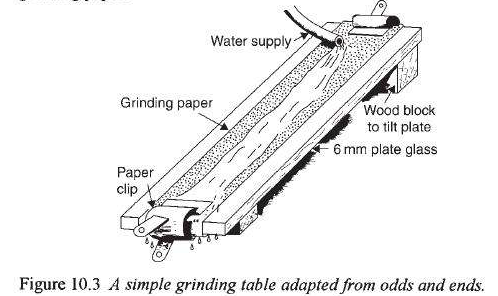 Water supply
Grinding paper
Wood block
to tilt plate
6 mm plate glass
Paper
clip
Figure 10.3 A simple grinding table adapted from odds and ends.